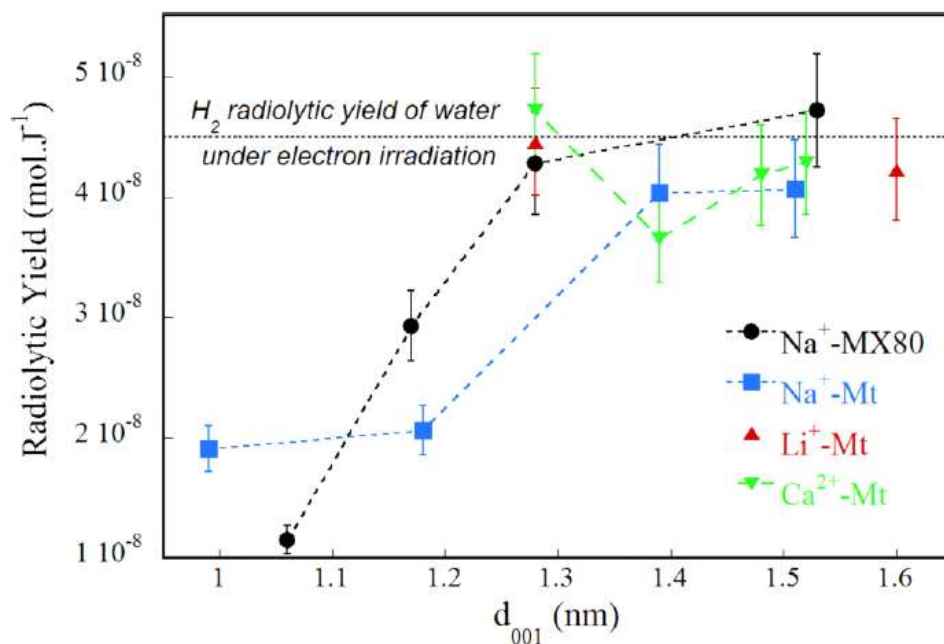 5 10⁻⁸
4 10⁻⁸
3 10⁻⁸
2 10⁻⁸
1 10⁻⁸
Radiolytic Yield (mol.J⁻¹)
H₂ radiolytic yield of water
under electron irradiation
Na⁺-MX80
Na⁺-Mt
Li⁺-Mt
Ca²⁺-Mt
1 1.1 1.2 1.3 1.4 1.5 1.6
d₀₀₁ (nm)